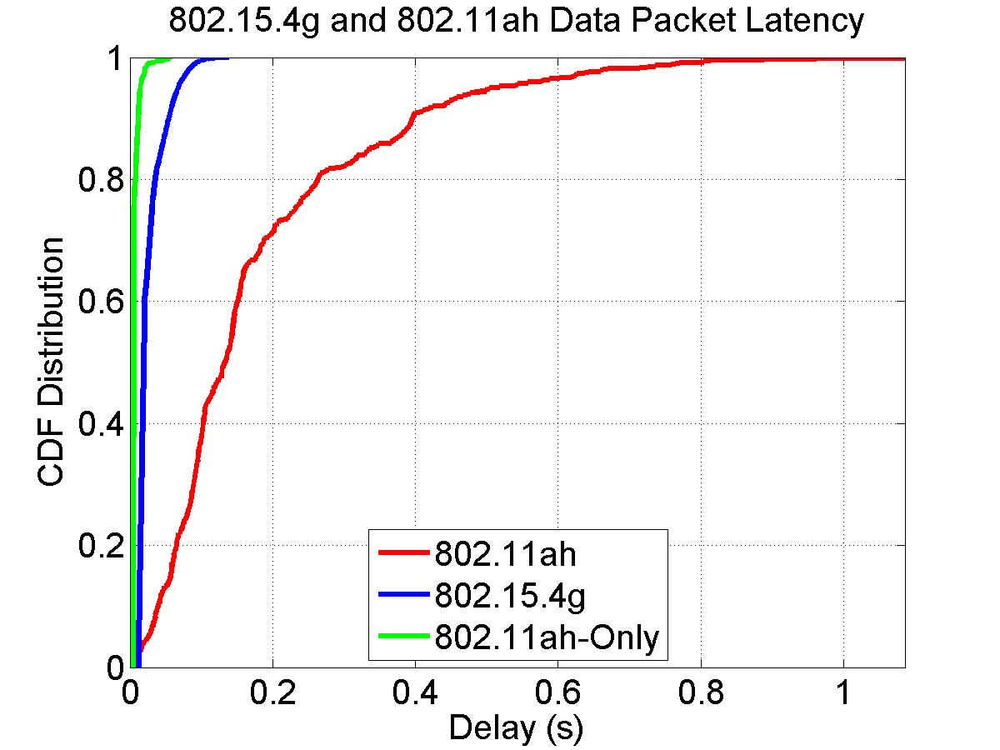 802.15.4g and 802.11ah Data Packet Latency
CDF Distribution
1
0.8
0.6
0.4
0.2
0
0 0.2 0.4 0.6 0.8 1
Delay (s)
802.11ah
802.15.4g
802.11ah-Only